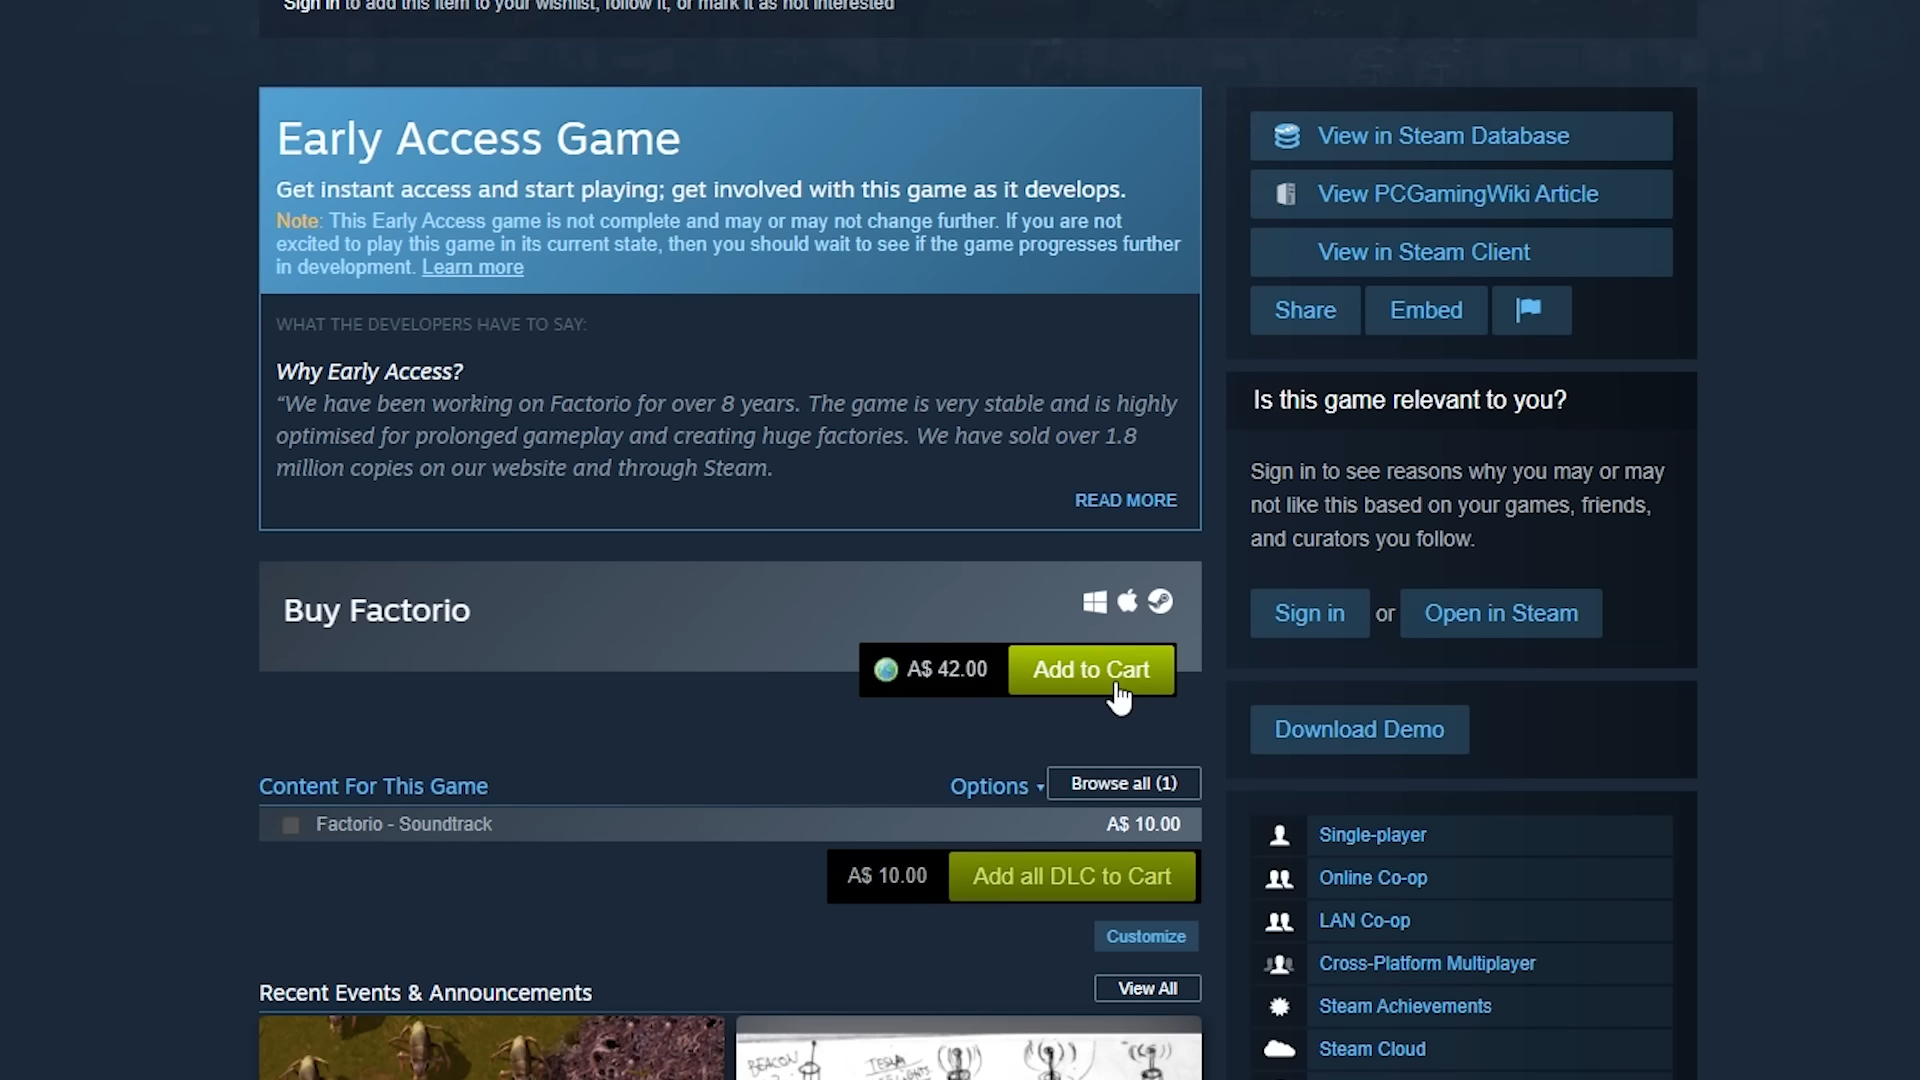 Sign in to add this item to your wishlist, follow it, or mark it as not interested
Early Access Game
Get instant access and start playing; get involved with this game as it develops.
Note: This Early Access game is not complete and may or may not change further. If you are not
excited to play this game in its current state, then you should wait to see if the game progresses further
in development. Learn more
WHAT THE DEVELOPERS HAVE TO SAY:
Why Early Access?
“We have been working on Factorio for over 8 years. The game is very stable and is highly
optimised for prolonged gameplay and creating huge factories. We have sold over 1.8
million copies on our website and through Steam.
READ MORE
Buy Factorio
A$ 42.00 Add to Cart
Content For This Game Options Browse all (1)
Factorio - Soundtrack A$ 10.00
A$ 10.00 Add all DLC to Cart
Customize
Recent Events & Announcements View All
BEACON TESLA
View in Steam Database
View PCGamingWiki Article
View in Steam Client
Share Embed
Is this game relevant to you?
Sign in to see reasons why you may or may
not like this based on your games, friends,
and curators you follow.
Sign in or Open in Steam
Download Demo
Single-player
Online Co-op
LAN Co-op
Cross-Platform Multiplayer
Steam Achievements
Steam Cloud